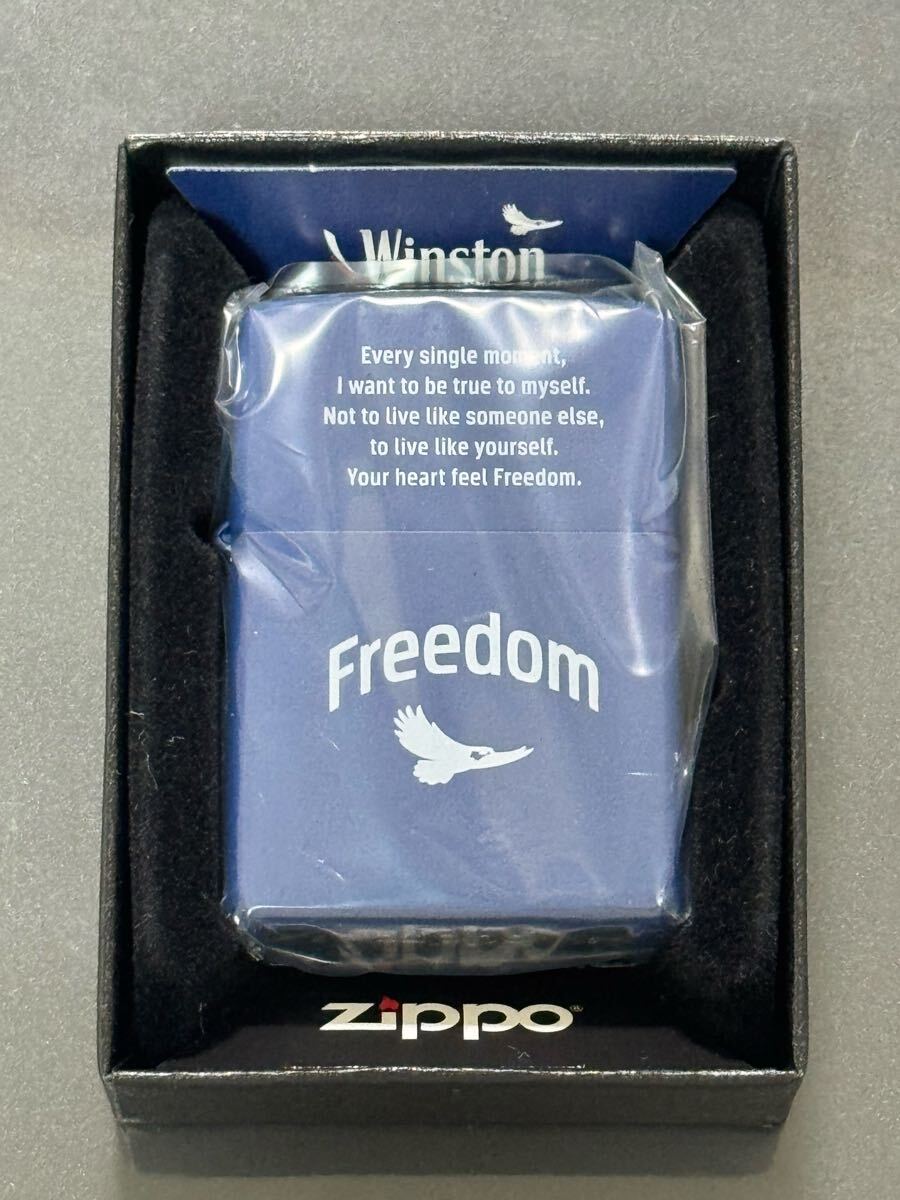 Winston
Every single moment,
I want to be true to myself.
Not to live like someone else,
to live like yourself.
Your heart feel Freedom.
Freedom
zippo®